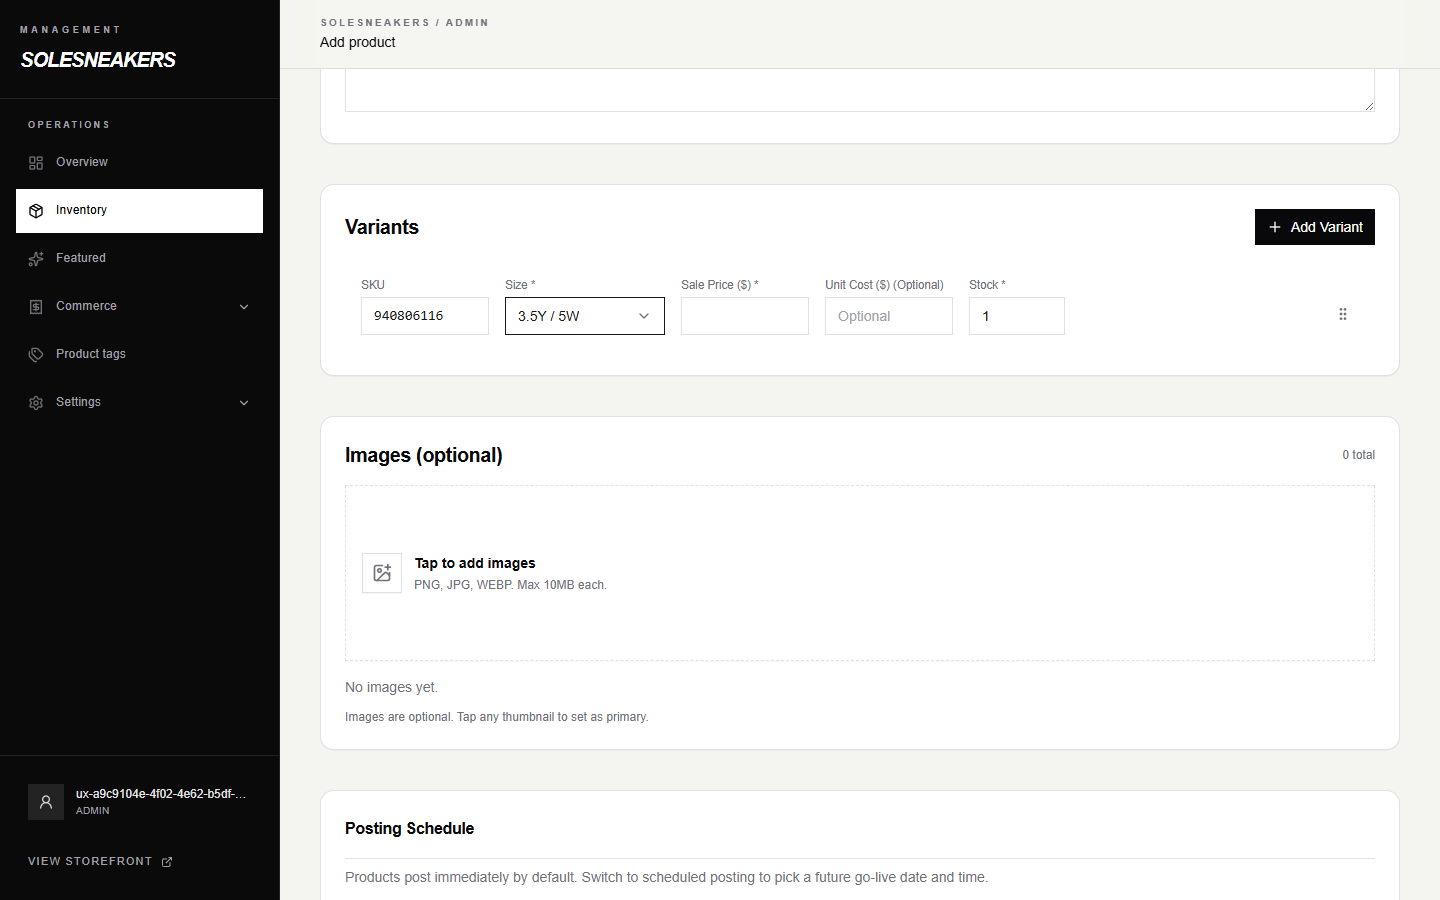 MANAGEMENT
SOLESNEAKERS
OPERATIONS
Overview
Inventory
Featured
Commerce
Product tags
Settings
ux-a9c9104e-4f02-4e62-b5df-...
ADMIN
VIEW STOREFRONT
SOLESNEAKERS / ADMIN
Add product
Variants
Add Variant
SKU
Size *
Sale Price ($) *
Unit Cost ($) (Optional)
Stock *
940806116
3.5Y / 5W
Optional
1
Images (optional)
0 total
Tap to add images
PNG, JPG, WEBP. Max 10MB each.
No images yet.
Images are optional. Tap any thumbnail to set as primary.
Posting Schedule
Products post immediately by default. Switch to scheduled posting to pick a future go-live date and time.